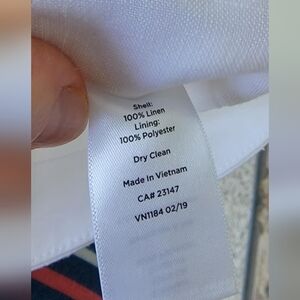 Shell:
100% Linen
Lining:
100% Polyester
Dry Clean
Made In Vietnam
CA# 23147
VN1184 02/19